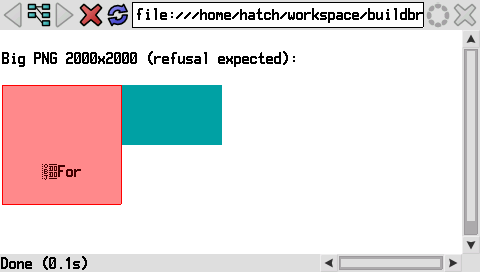 file:///home/hatch/workspace/buildbr
Big PNG 2000x2000 (refusal expected):
For
Done (0.1s)